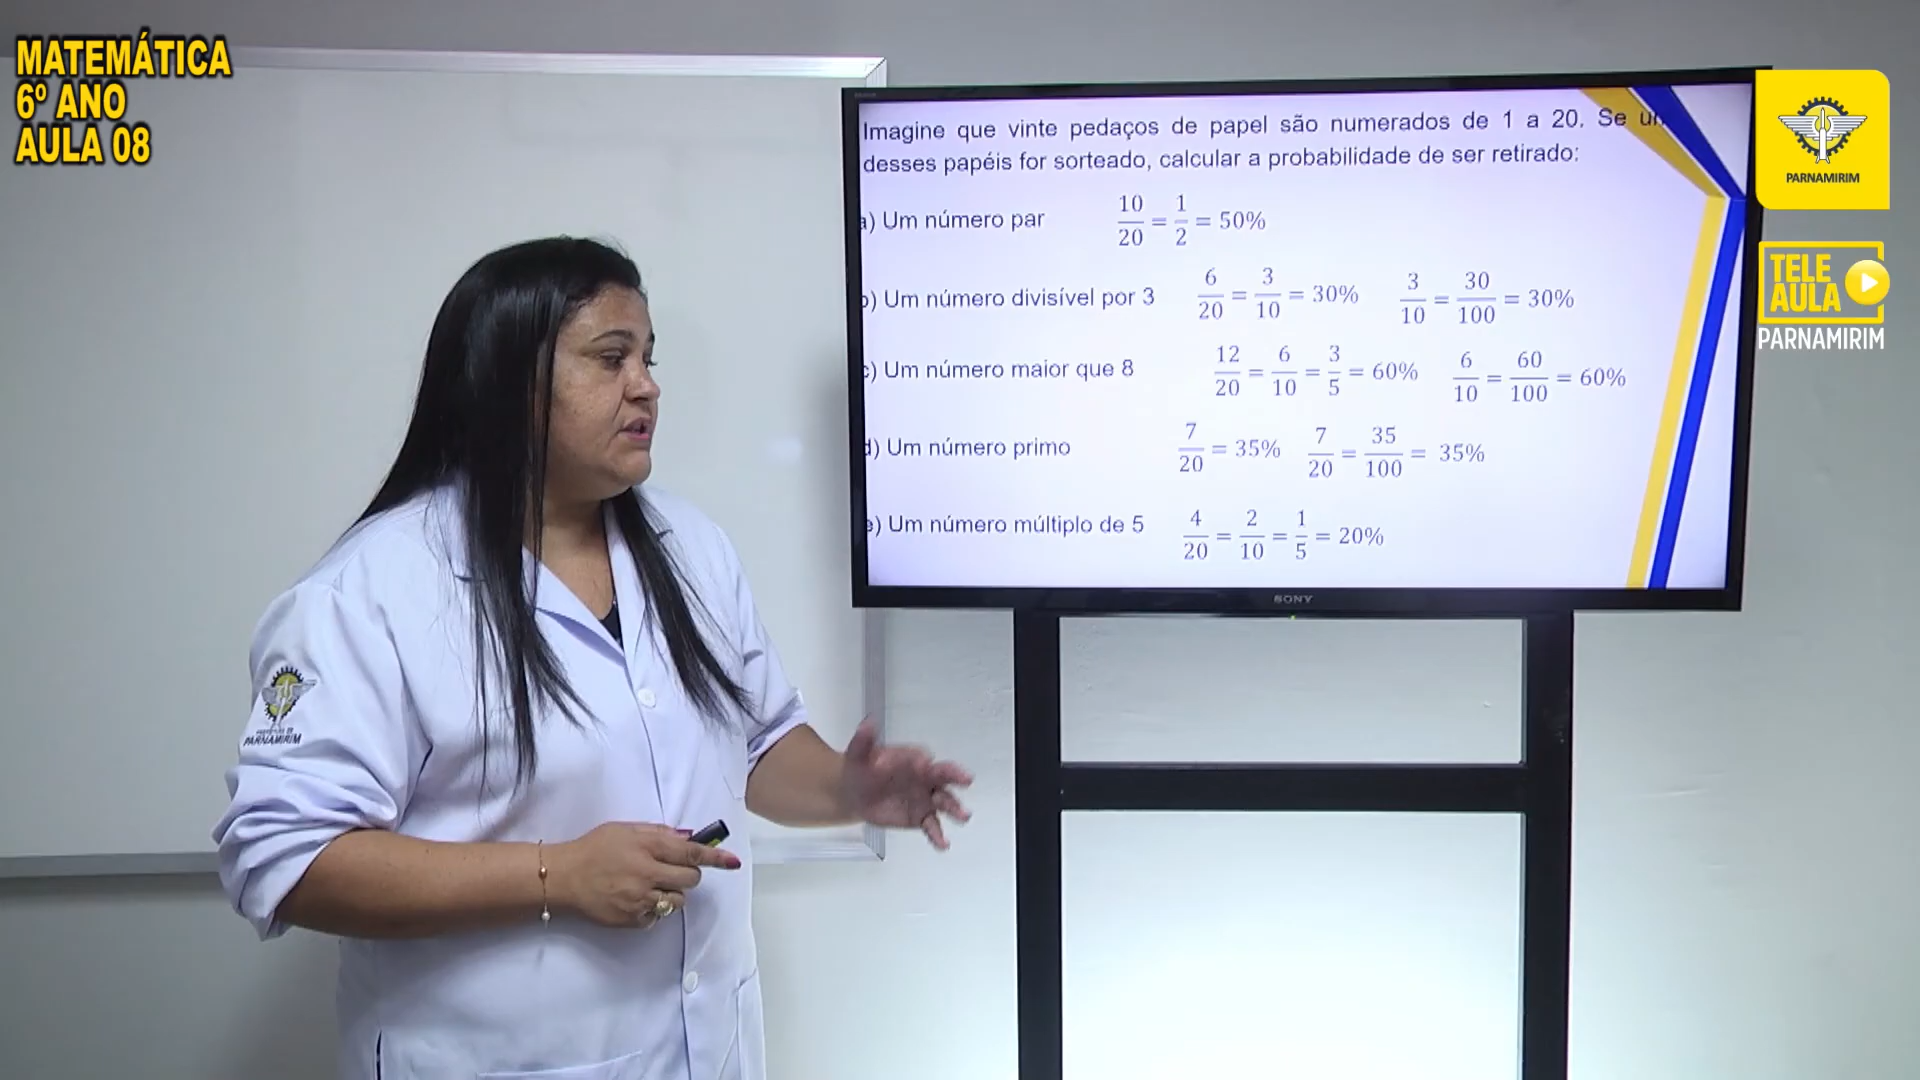 MATEMÁTICA
6º ANO
AULA 08
Imagine que vinte pedaços de papel são numerados de 1 a 20. Se
desses papéis for sorteado, calcular a probabilidade de ser retirado:
a) Um número par 10/20 = 1/2 = 50%
b) Um número divisível por 3 6/20 = 3/10 = 30% 3/10 = 30/100 = 30%
c) Um número maior que 8 12/20 = 6/10 = 3/5 = 60% 6/10 = 60/100 = 60%
d) Um número primo 7/20 = 35% 7/20 = 35/100 = 35%
e) Um número múltiplo de 5 4/20 = 2/10 = 1/5 = 20%
SONY
PARNAMIRIM
TELE
AULA
PARNAMIRIM
PREFEITURA DE
PARNAMIRIM